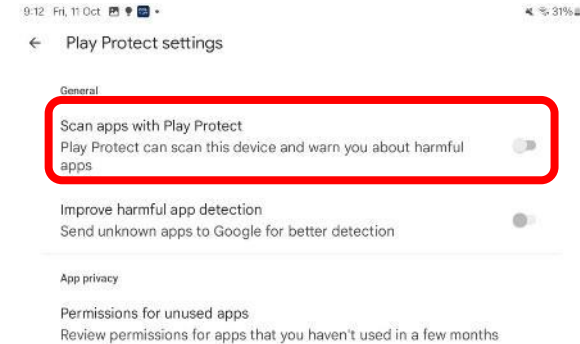 9:12 Fri, 11 Oct
31%
Play Protect settings
General
Scan apps with Play Protect
Play Protect can scan this device and warn you about harmful
apps
Improve harmful app detection
Send unknown apps to Google for better detection
App privacy
Permissions for unused apps
Review permissions for apps that you haven't used in a few months